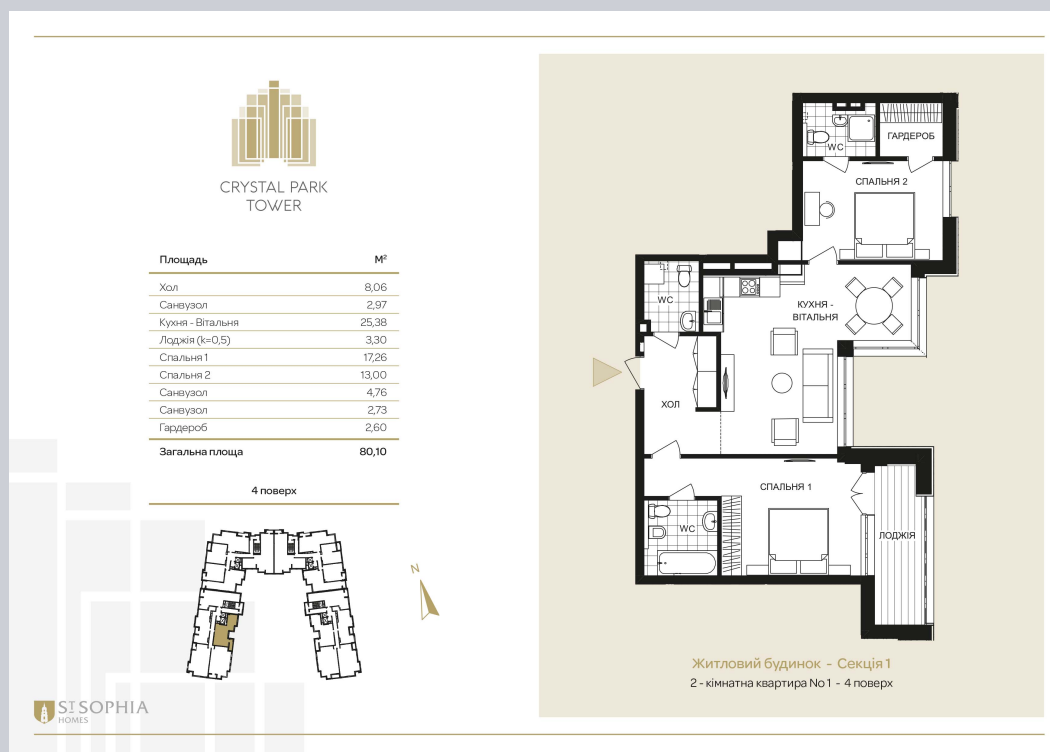 CRYSTAL PARK
TOWER
Площадь М²
Хол 8,06
Санвузол 2,97
Кухня - Вітальня 25,38
Лоджія (k=0,5) 3,30
Спальня 1 17,26
Спальня 2 13,00
Санвузол 4,76
Санвузол 2,73
Гардероб 2,60
Загальна площа 80,10
4 поверх
N
ST SOPHIA
HOMES
WC
ГАРДЕРОБ
СПАЛЬНЯ 2
WC
КУХНЯ -
ВІТАЛЬНЯ
ХОЛ
СПАЛЬНЯ 1
WC
ЛОДЖІЯ
Житловий будинок - Секція 1
2 - кімнатна квартира No 1 - 4 поверх